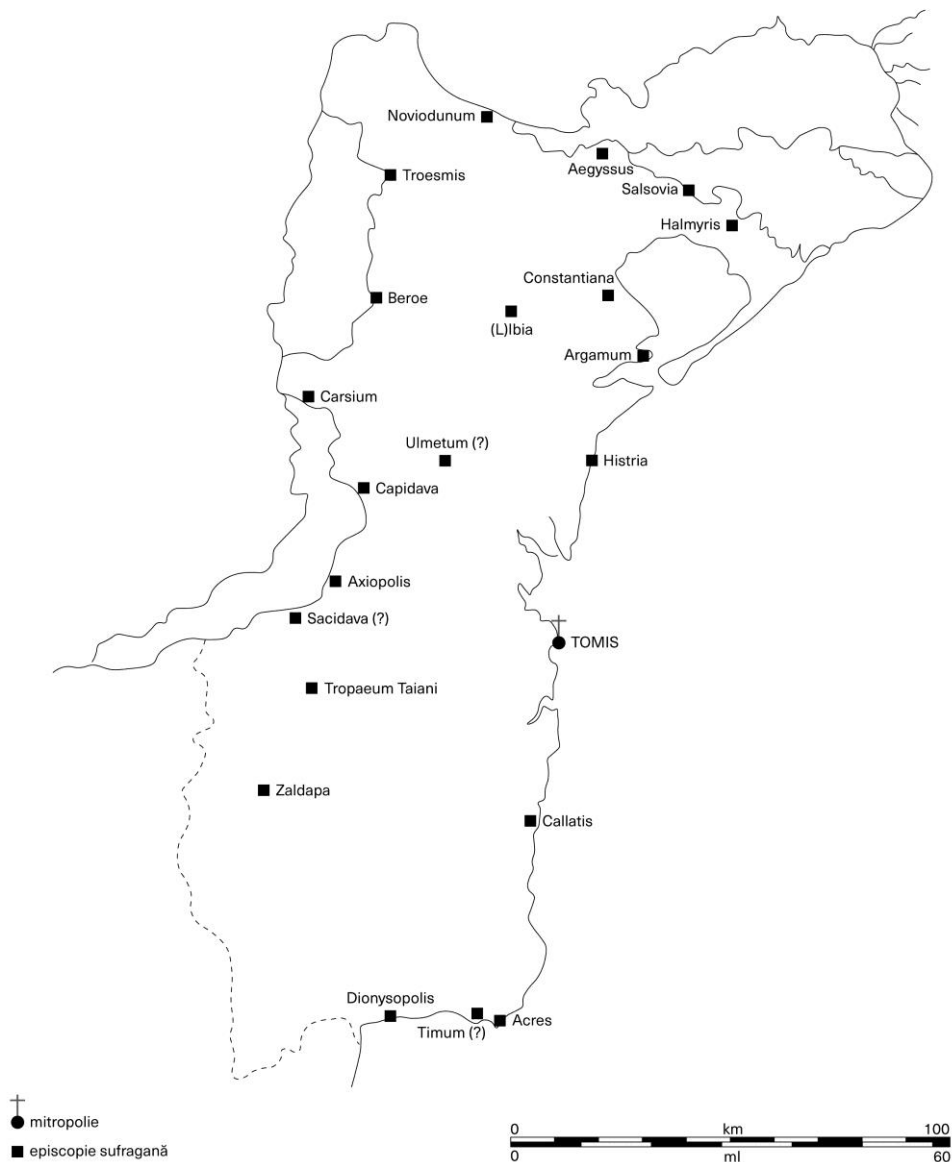 Noviodunum
Aegyssus
Troesmis
Salsovia
Halmyris
Constantiana
Beroe
(L)Ibia
Argamum
Carsium
Ulmetum (?)
Histria
Capidava
Axiopolis
Sacidava (?)
TOMIS
Tropaeum Taiani
Zaldapa
Callatis
Dionysopolis
Timum (?)
Acres
mitropolie
episcopie sufragană
0 km 100
0 ml 60